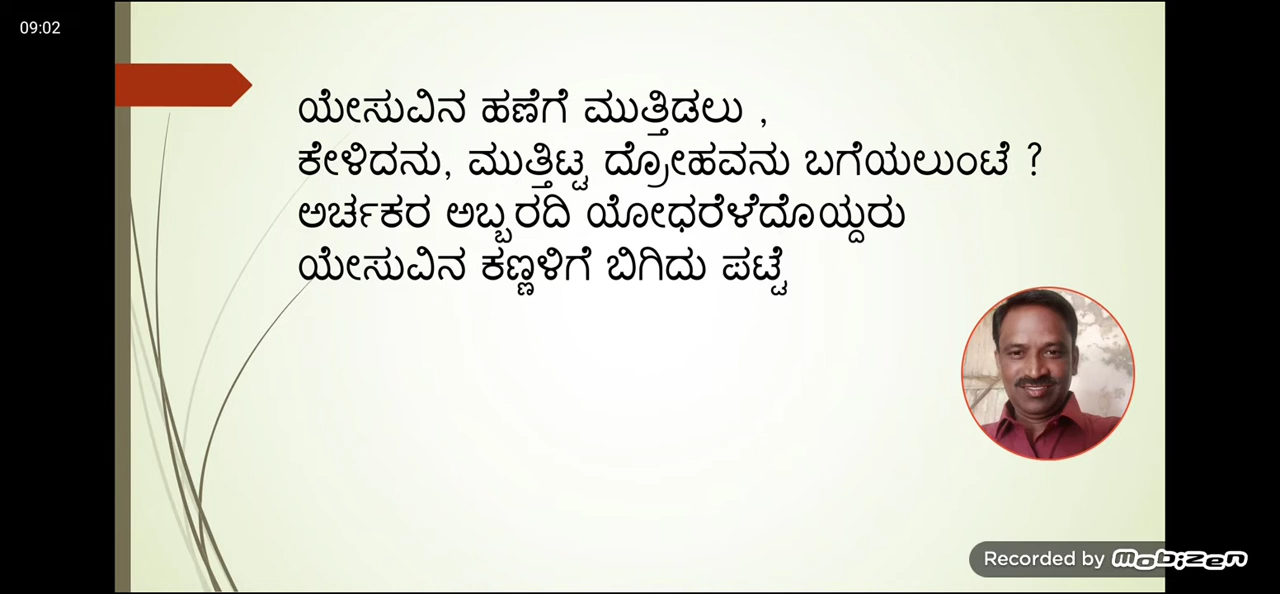 09:02
ಯೇಸುವಿನ ಹಣೆಗೆ ಮುತ್ತಿಡಲು ,
ಕೇಳಿದನು, ಮುತ್ತಿಟ್ಟ ದ್ರೋಹವನು ಬಗೆಯಲುಂಟೆ ?
ಅರ್ಚಕರ ಅಬ್ಬರದಿ ಯೋಧರೆಳೆದೊಯ್ದರು
ಯೇಸುವಿನ ಕಣ್ಣಳಿಗೆ ಬಿಗಿದು ಪಟ್ಟೆ
Recorded by mobizen